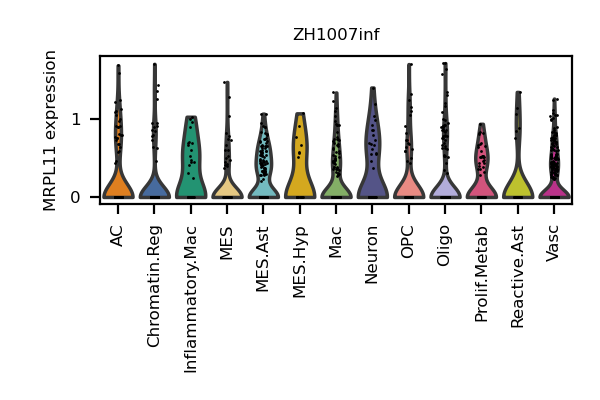 ZH1007inf
MRPL11 expression
1
0
AC
Chromatin.Reg
Inflammatory.Mac
MES
MES.Ast
MES.Hyp
Mac
Neuron
OPC
Oligo
Prolif.Metab
Reactive.Ast
Vasc